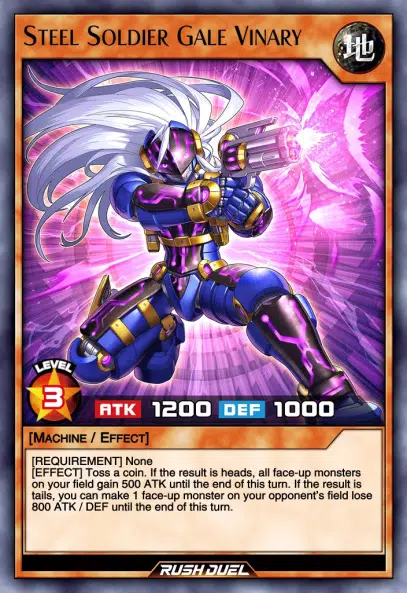 STEEL SOLDIER GALE VINARY
地
LEVEL
3
ATK 1200 DEF 1000
[MACHINE / EFFECT]
[REQUIREMENT] None
[EFFECT] Toss a coin. If the result is heads, all face-up monsters
on your field gain 500 ATK until the end of this turn. If the result is
tails, you can make 1 face-up monster on your opponent's field lose
800 ATK / DEF until the end of this turn.
RUSH DUEL